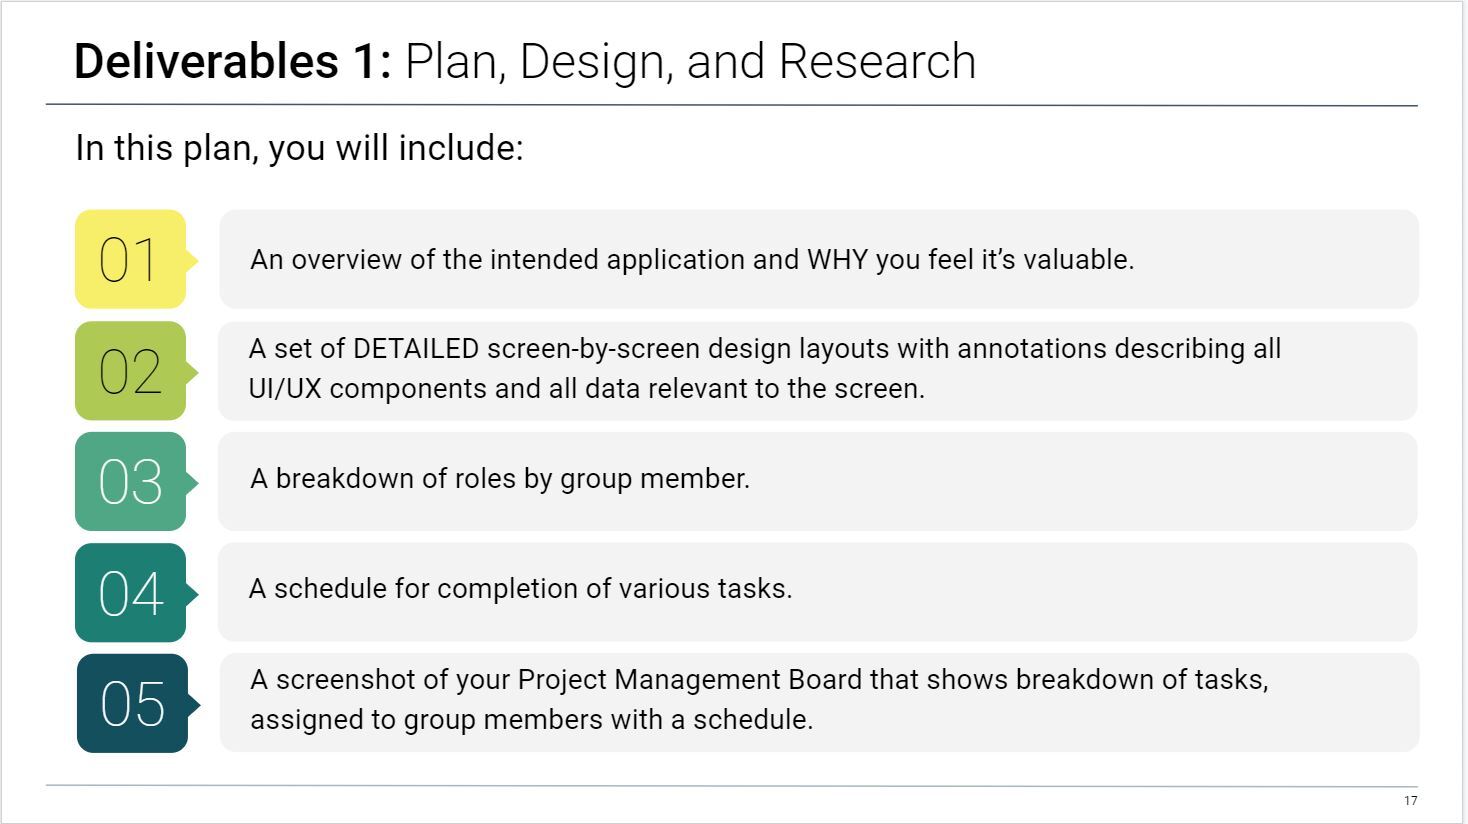 Deliverables 1: Plan, Design, and Research
In this plan, you will include:
01
An overview of the intended application and WHY you feel it’s valuable.
02
A set of DETAILED screen-by-screen design layouts with annotations describing all
UI/UX components and all data relevant to the screen.
03
A breakdown of roles by group member.
04
A schedule for completion of various tasks.
05
A screenshot of your Project Management Board that shows breakdown of tasks,
assigned to group members with a schedule.
17